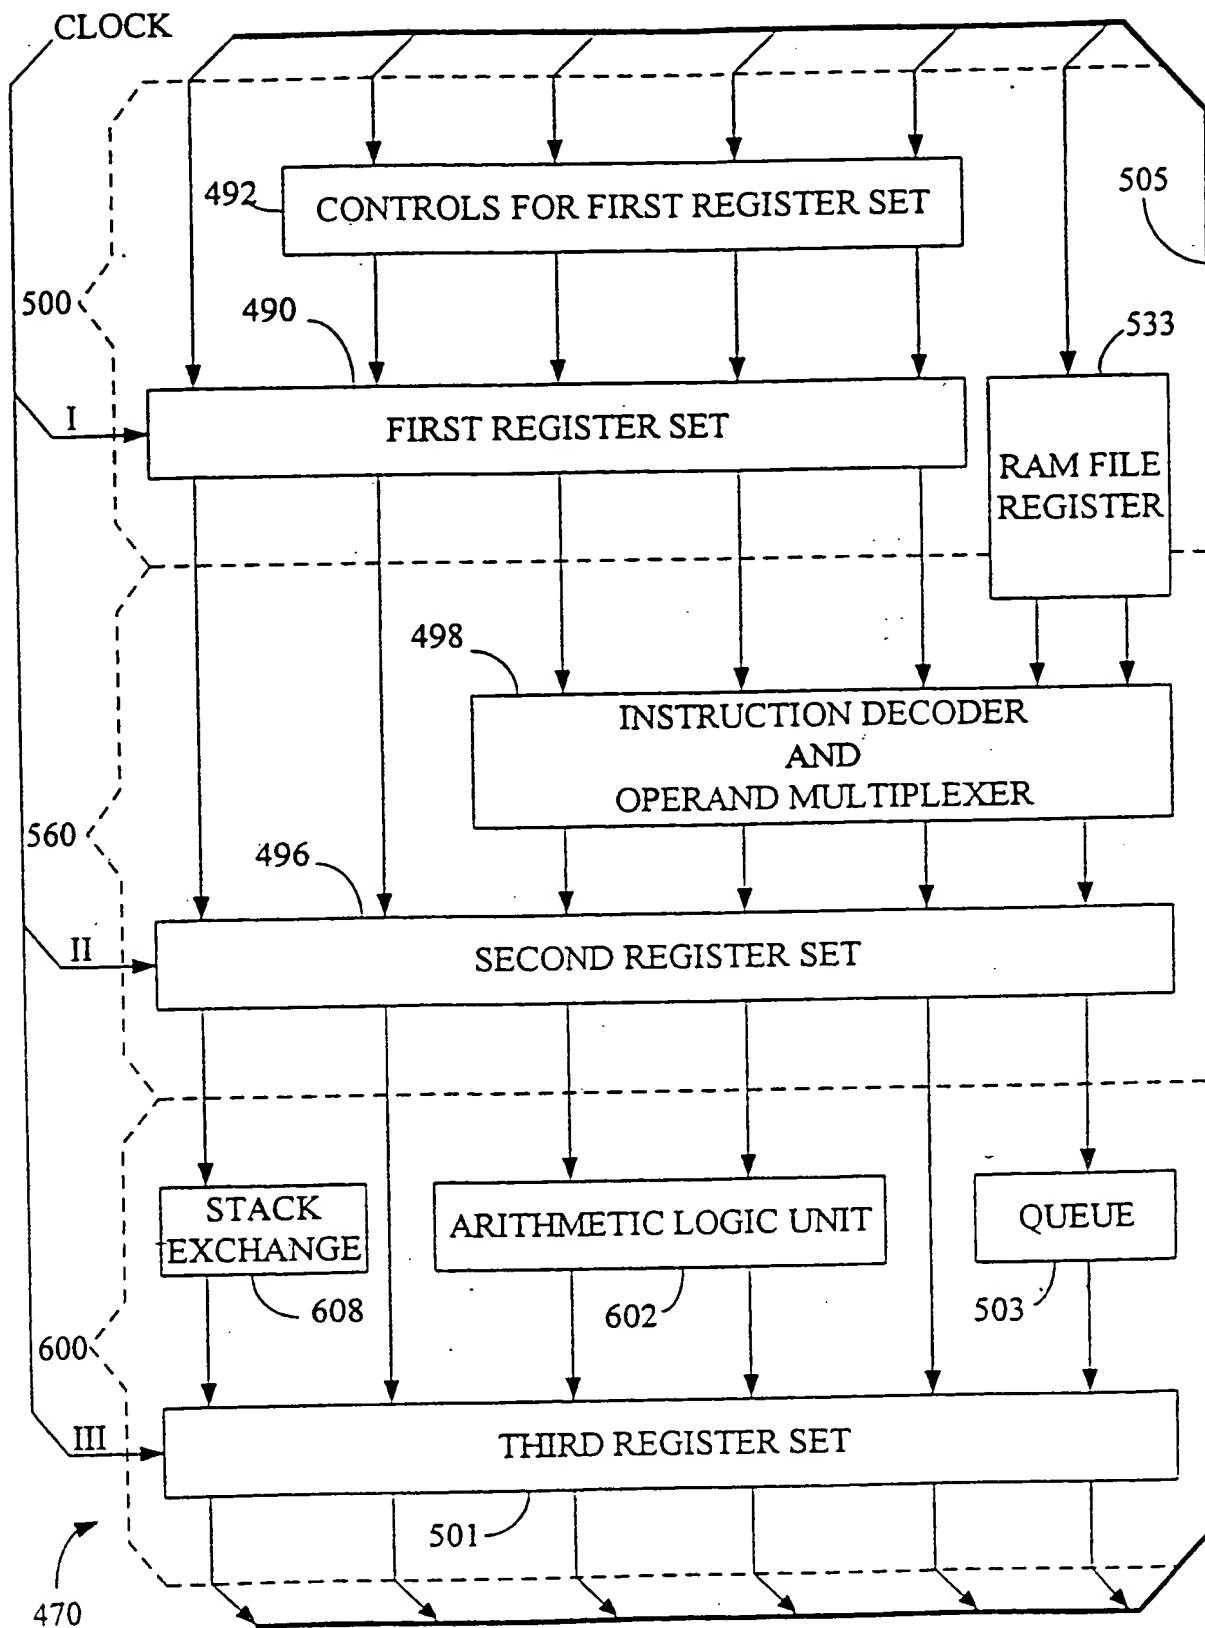 CLOCK
492
CONTROLS FOR FIRST REGISTER SET
505
500
490
533
I
FIRST REGISTER SET
RAM FILE
REGISTER
498
INSTRUCTION DECODER
AND
OPERAND MULTIPLEXER
560
496
II
SECOND REGISTER SET
STACK
EXCHANGE
ARITHMETIC LOGIC UNIT
QUEUE
608
602
503
600
III
THIRD REGISTER SET
501
470